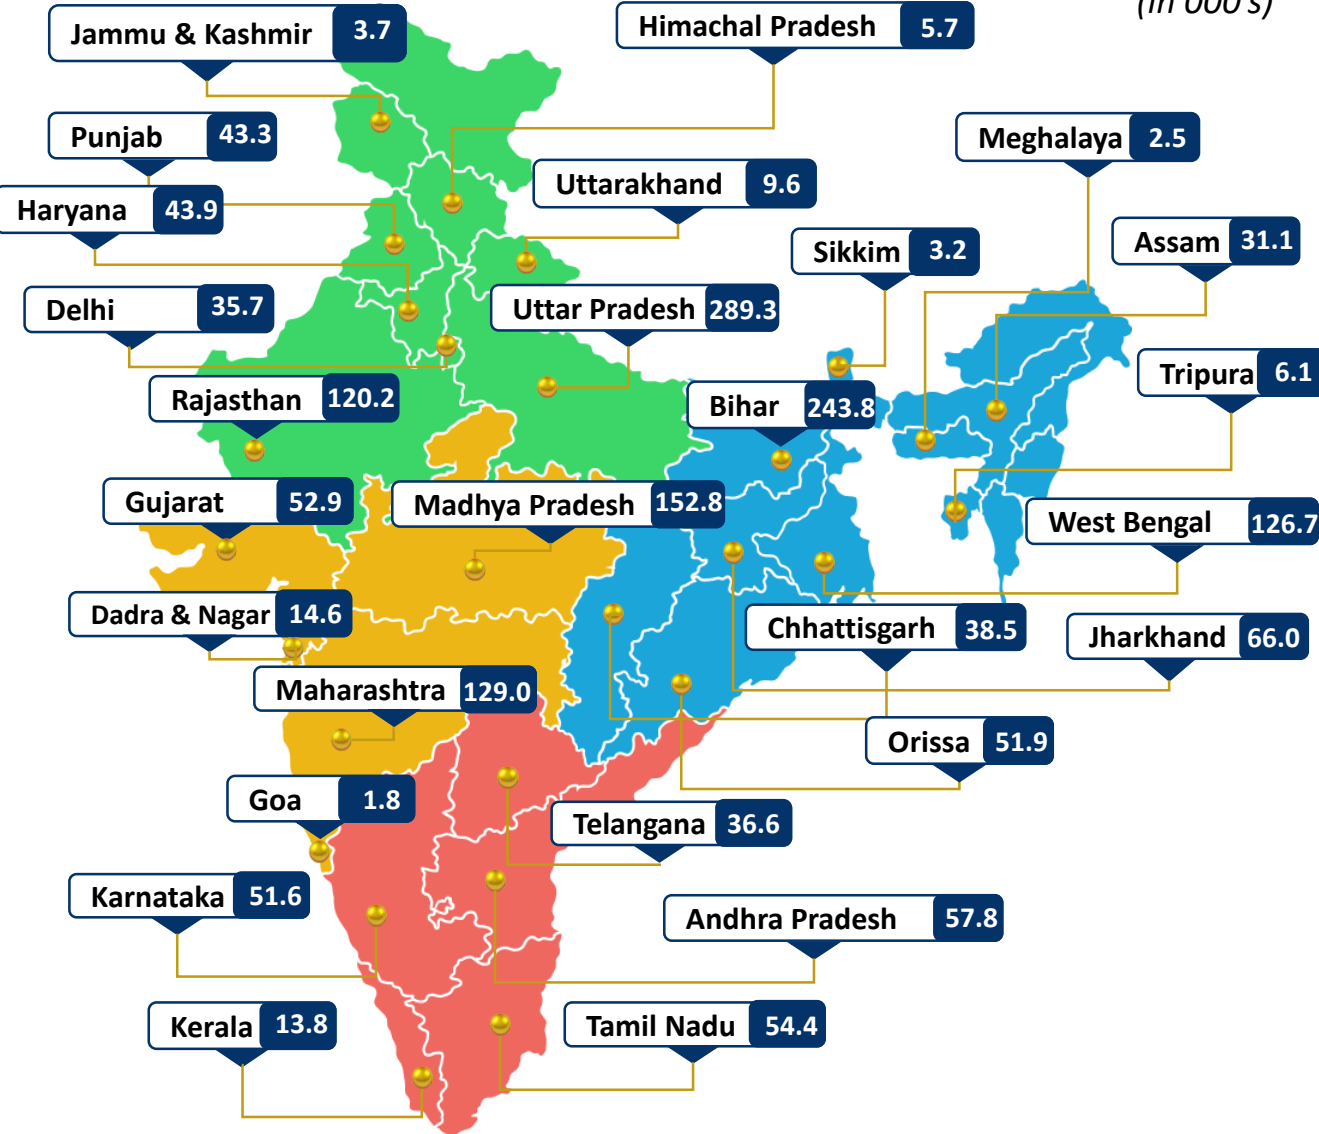 (in 000's)
Jammu & Kashmir 3.7
Himachal Pradesh 5.7
Punjab 43.3
Meghalaya 2.5
Uttarakhand 9.6
Haryana 43.9
Sikkim 3.2
Assam 31.1
Delhi 35.7
Uttar Pradesh 289.3
Tripura 6.1
Rajasthan 120.2
Bihar 243.8
Gujarat 52.9
Madhya Pradesh 152.8
West Bengal 126.7
Dadra & Nagar 14.6
Chhattisgarh 38.5
Jharkhand 66.0
Maharashtra 129.0
Orissa 51.9
Goa 1.8
Telangana 36.6
Karnataka 51.6
Andhra Pradesh 57.8
Kerala 13.8
Tamil Nadu 54.4